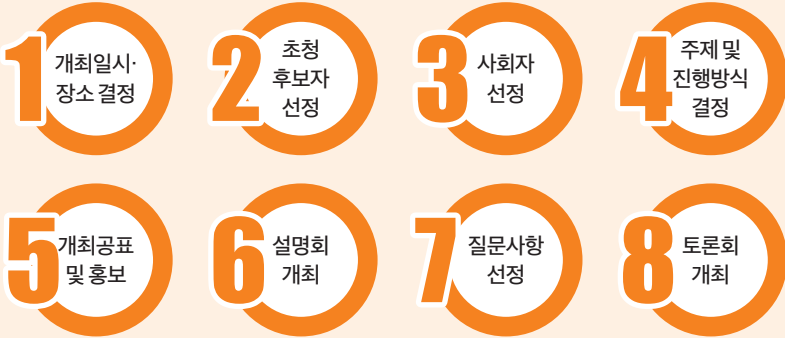 1
개최일시·
장소 결정
2
초청
후보자
선정
3
사회자
선정
4
주제 및
진행방식
결정
5
개최공표
및 홍보
6
설명회
개최
7
질문사항
선정
8
토론회
개최